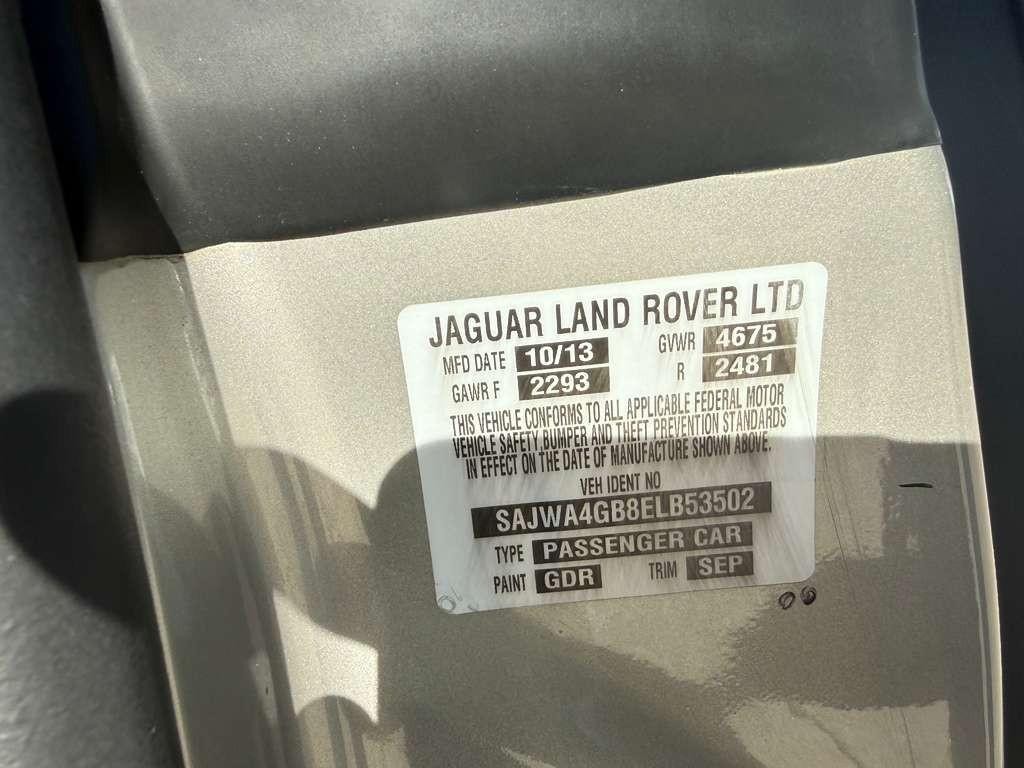 JAGUAR LAND ROVER LTD
MFD DATE 10/13 GVWR 4675
GAWR F 2293 R 2481
THIS VEHICLE CONFORMS TO ALL APPLICABLE FEDERAL MOTOR
VEHICLE SAFETY BUMPER AND THEFT PREVENTION STANDARDS
IN EFFECT ON THE DATE OF MANUFACTURE SHOWN ABOVE.
VEH IDENT NO
SAJWA4GB8ELB53502
TYPE PASSENGER CAR
PAINT GDR TRIM SEP